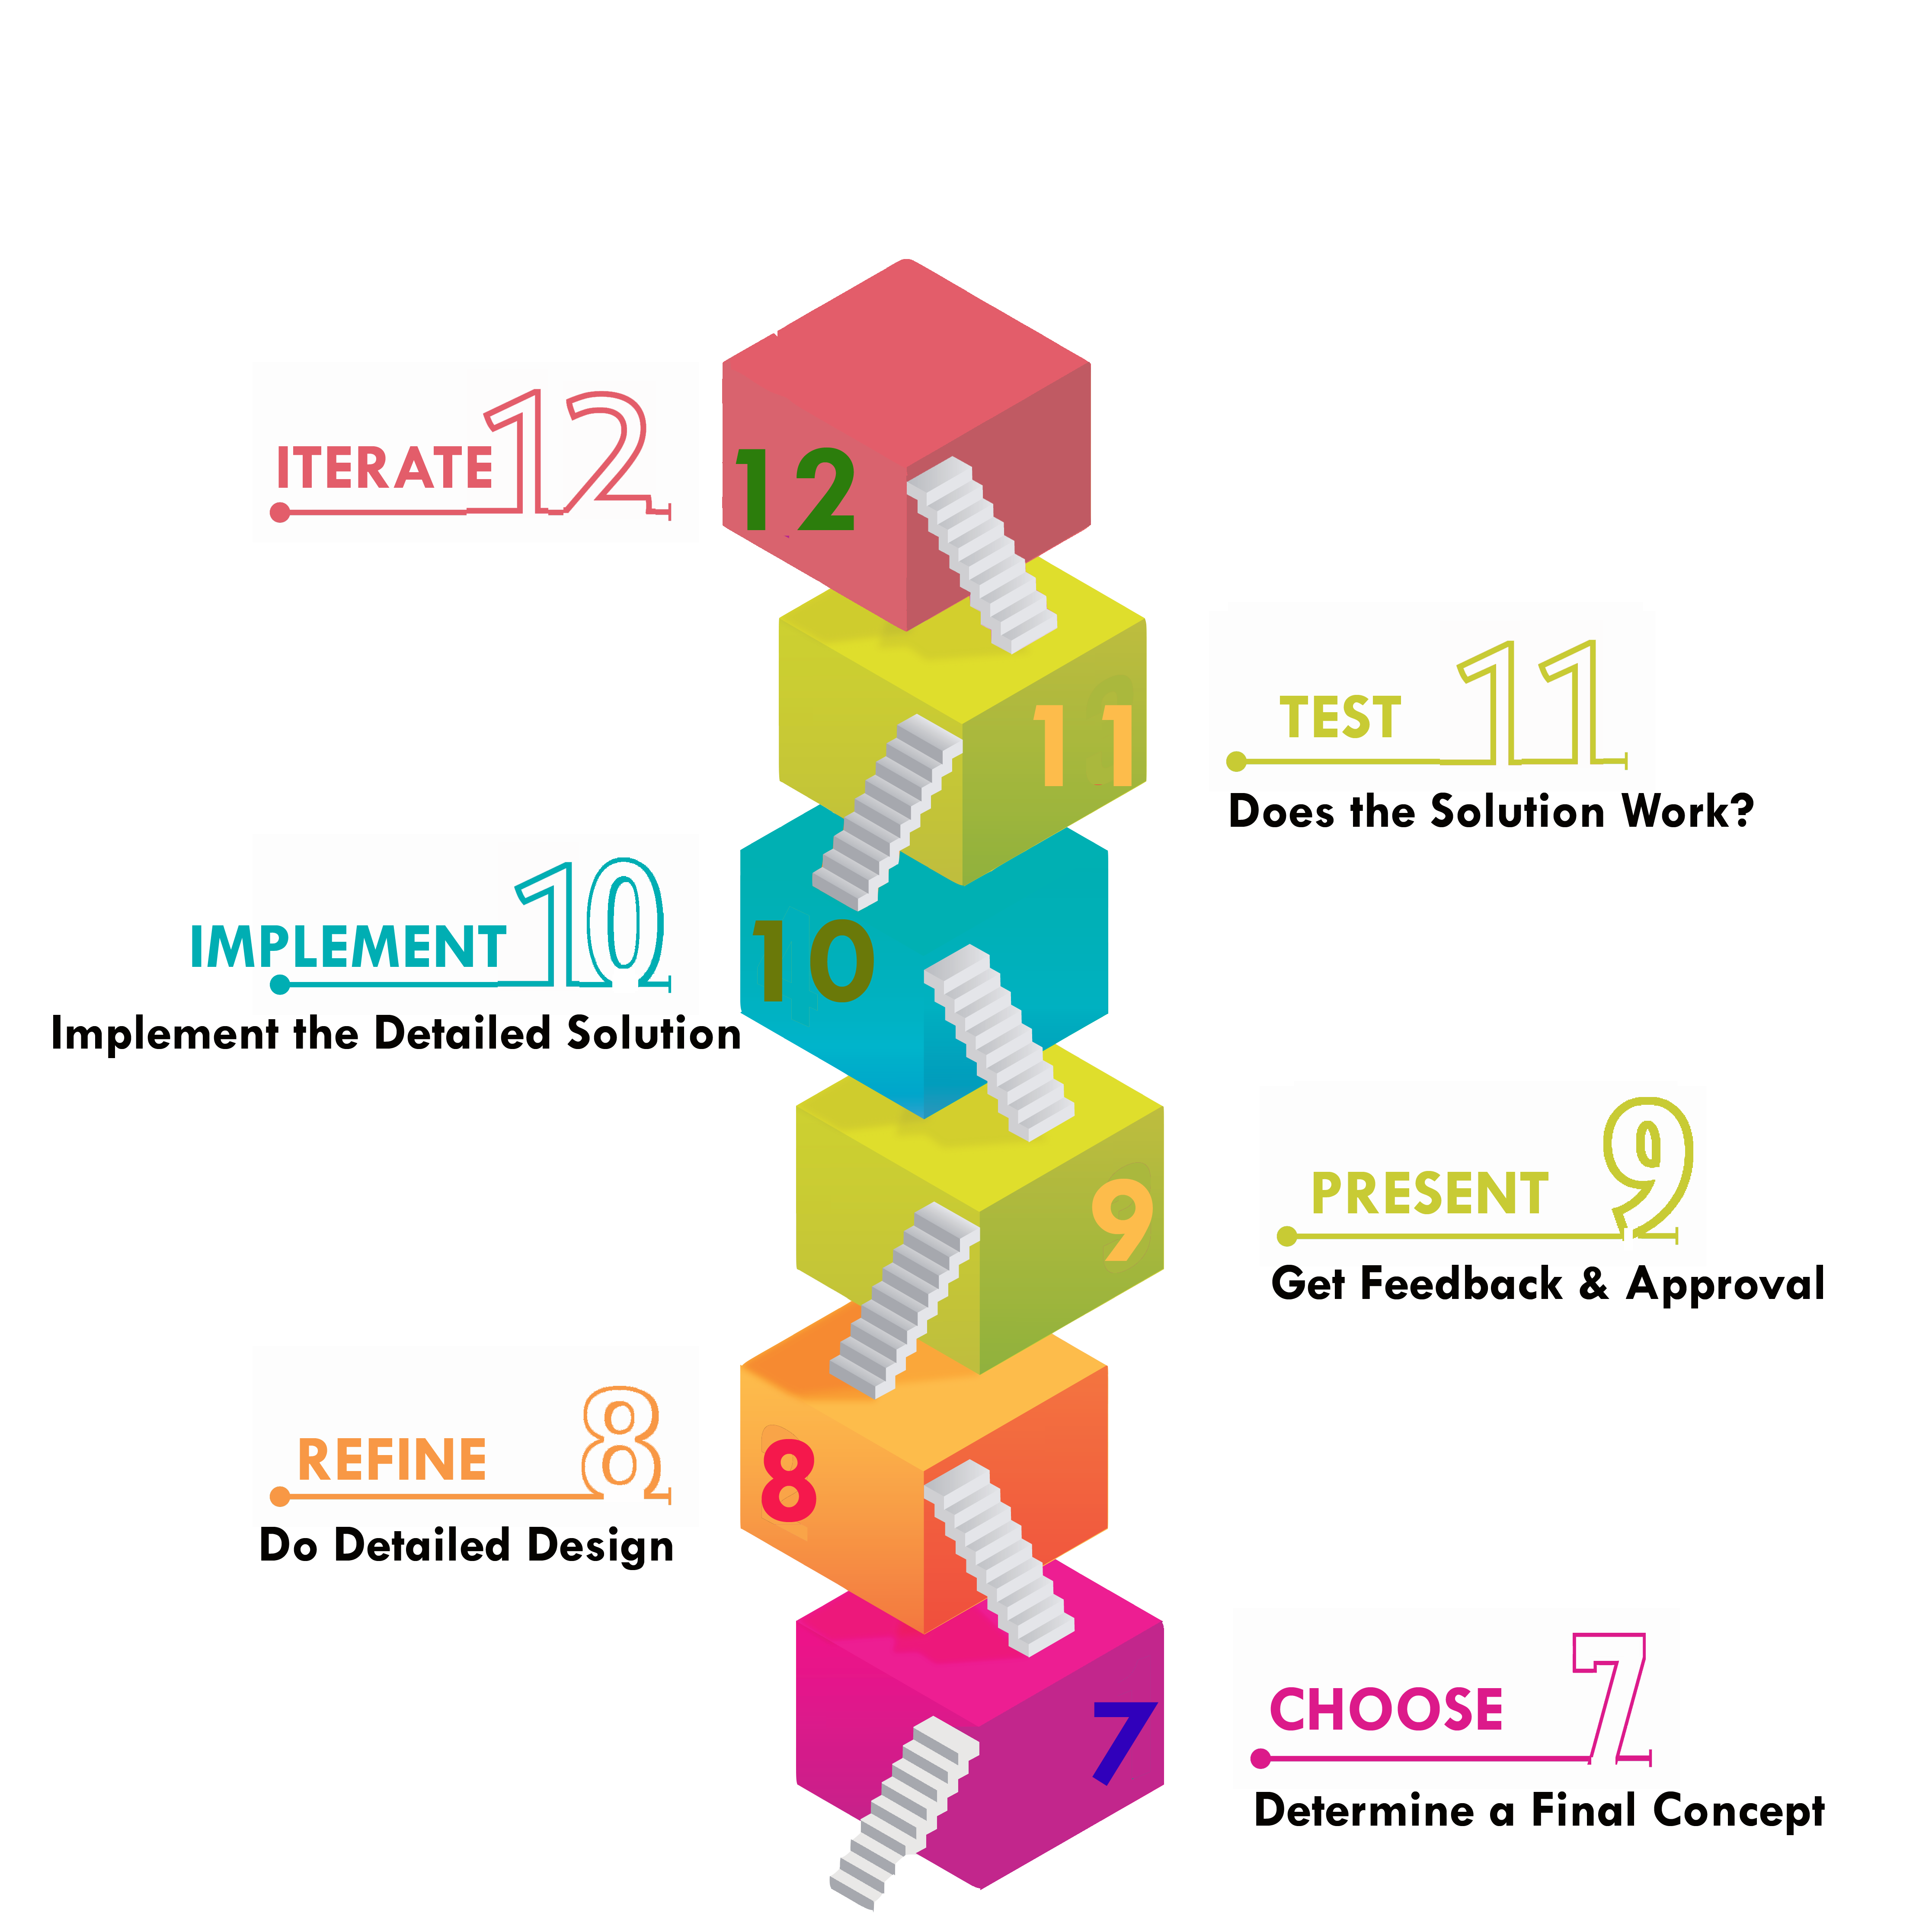 ITERATE 12
12
11
TEST 11
Does the Solution Work?
IMPLEMENT 10
Implement the Detailed Solution
10
9
PRESENT 9
Get Feedback & Approval
REFINE 8
Do Detailed Design
8
7
CHOOSE 7
Determine a Final Concept